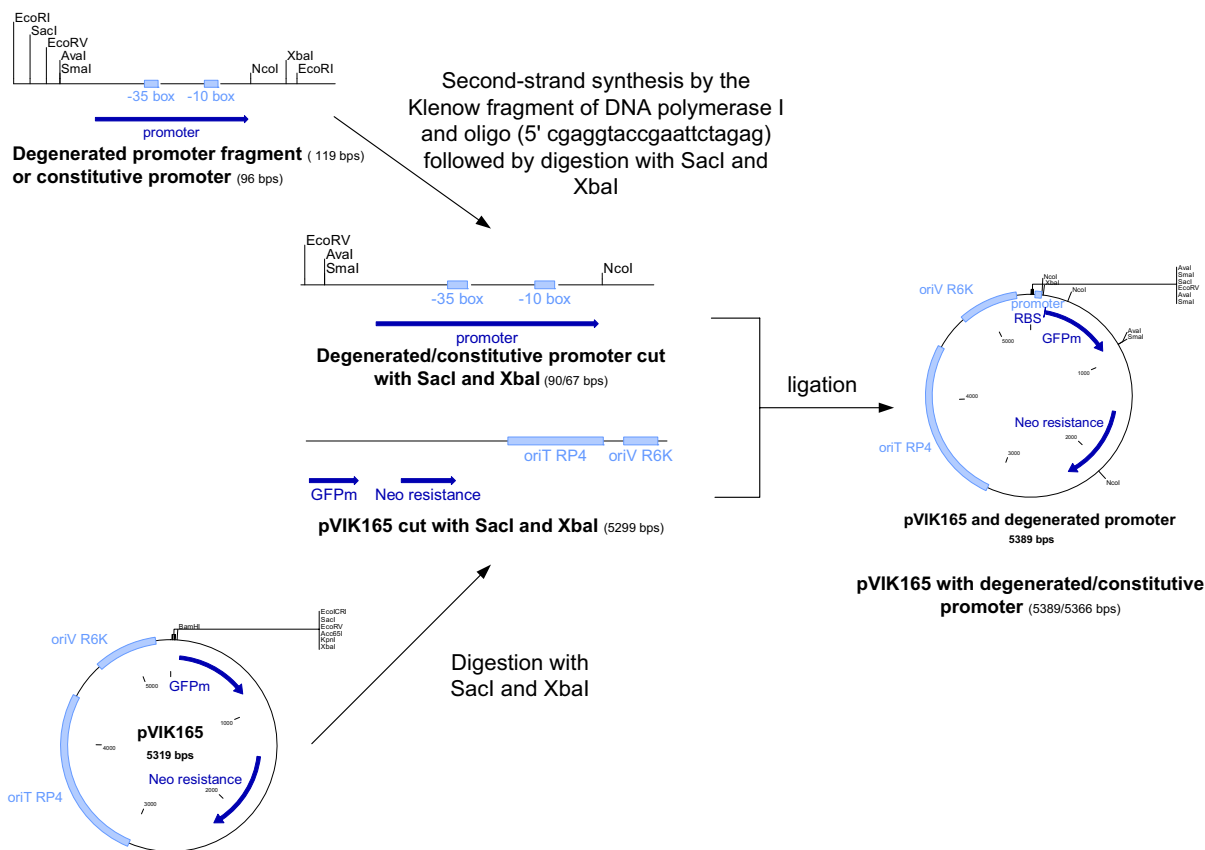 EcoRI
SacI
EcoRV
AvaI
SmaI
NcoI
XbaI
EcoRI
-35 box
-10 box
promoter
Degenerated promoter fragment ( 119 bps)
or constitutive promoter (96 bps)
Second-strand synthesis by the
Klenow fragment of DNA polymerase I
and oligo (5' cgaggtaccgaattctagag)
followed by digestion with SacI and
XbaI
EcoRV
AvaI
SmaI
NcoI
-35 box
-10 box
promoter
Degenerated/constitutive promoter cut
with SacI and XbaI (90/67 bps)
oriT RP4
oriV R6K
GFPm
Neo resistance
pVIK165 cut with SacI and XbaI (5299 bps)
ligation
NcoI
XbaI
NcoI
AvaI
SmaI
SacI
EcoRV
AvaI
SmaI
oriV R6K
promoter
RBS
GFPm
AvaI
SmaI
5000
1000
4000
Neo resistance
2000
3000
oriT RP4
NcoI
pVIK165 and degenerated promoter
5389 bps
pVIK165 with degenerated/constitutive
promoter (5389/5366 bps)
BamHI
EcolCRI
SacI
EcoRV
Acc65I
KpnI
XbaI
oriV R6K
GFPm
5000
1000
pVIK165
5319 bps
4000
Neo resistance
2000
3000
oriT RP4
Digestion with
SacI and XbaI